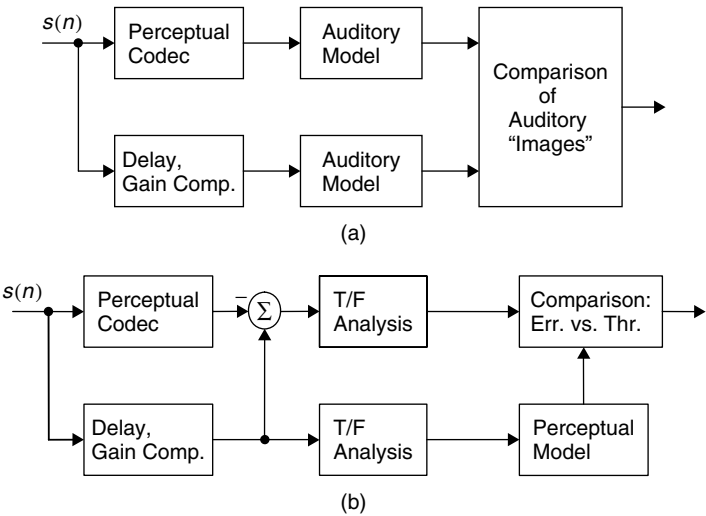 s(n)
Perceptual
Codec
Auditory
Model
Comparison
of
Auditory
“Images”
Delay,
Gain Comp.
Auditory
Model
(a)
s(n)
Perceptual
Codec
−
Σ
T/F
Analysis
Comparison:
Err. vs. Thr.
Delay,
Gain Comp.
T/F
Analysis
Perceptual
Model
(b)